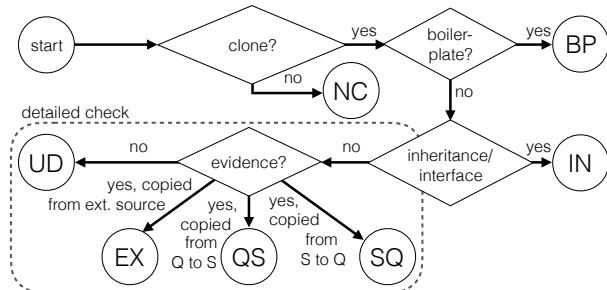 start
clone?
yes
boiler-
plate?
yes
BP
no
NC
no
detailed check
UD
no
evidence?
no
inheritance/
interface
yes
IN
yes, copied
from ext. source
yes,
copied
from
Q to S
yes,
copied
from
S to Q
EX
QS
SQ